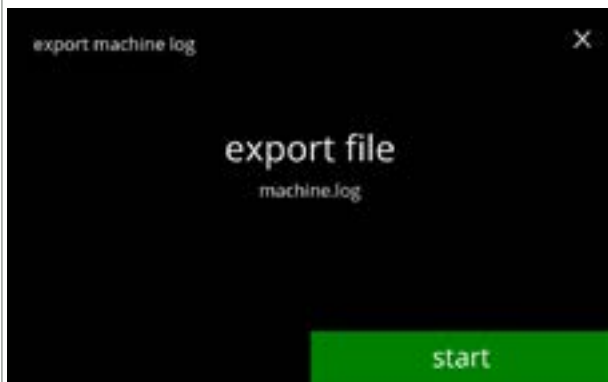 export machine log
export file
machine.log
start